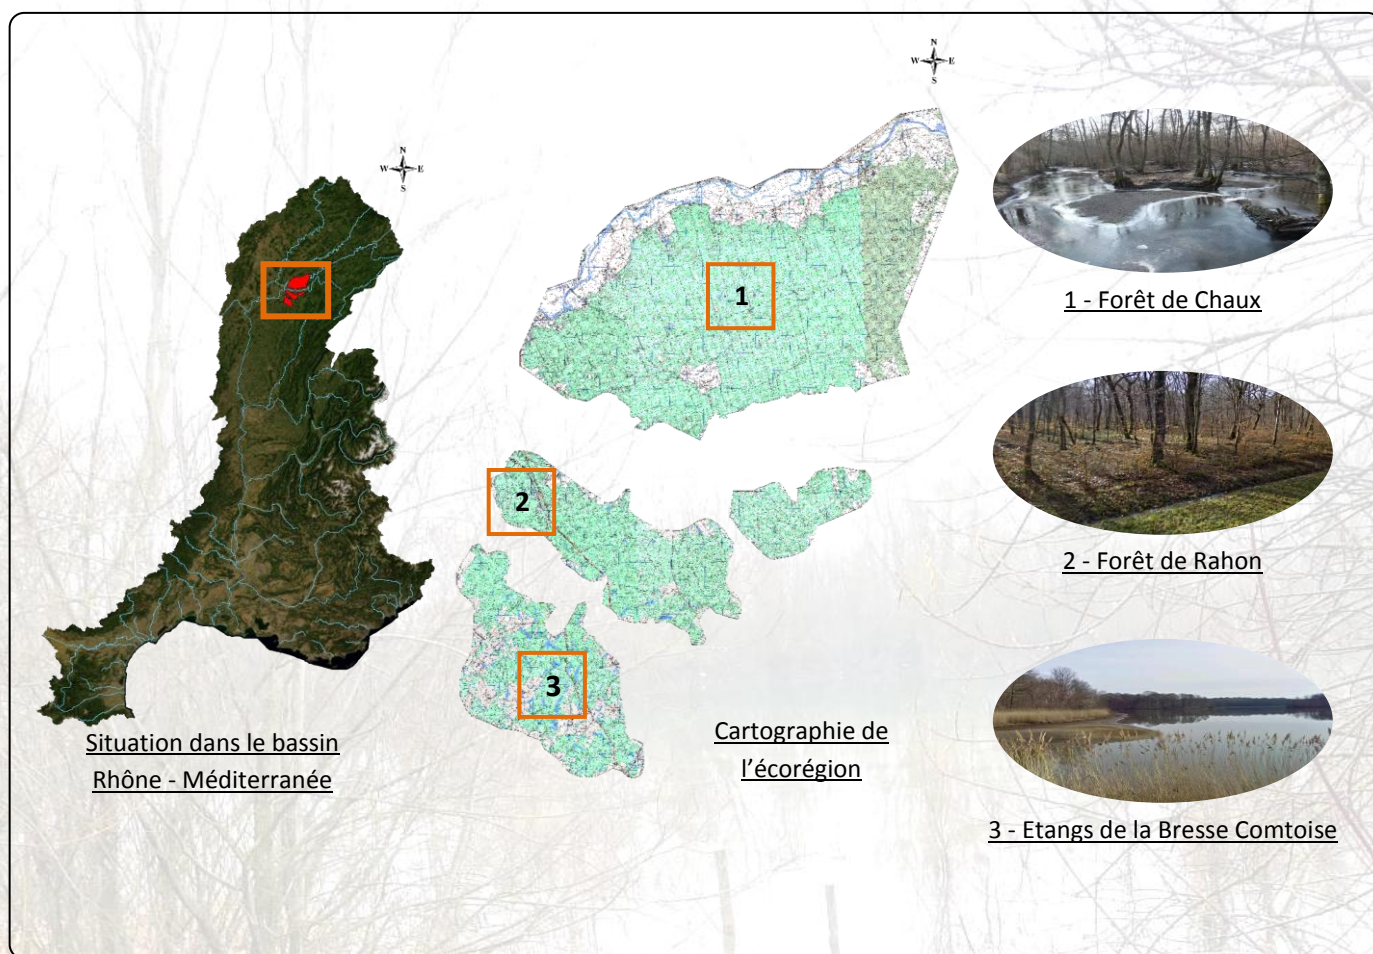 N
W E
S
N
W E
S
1
2
3
Situation dans le bassin
Rhône - Méditerranée
Cartographie de
l'écorégion
1 - Forêt de Chaux
2 - Forêt de Rahon
3 - Etangs de la Bresse Comtoise